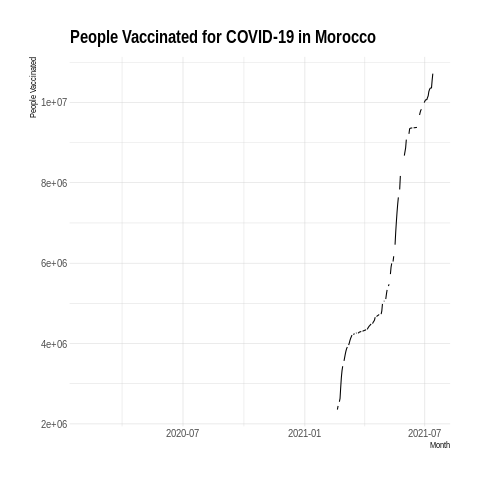 People Vaccinated for COVID-19 in Morocco
People Vaccinated
1e+07
8e+06
6e+06
4e+06
2e+06
2020-07
2021-01
2021-07
Month